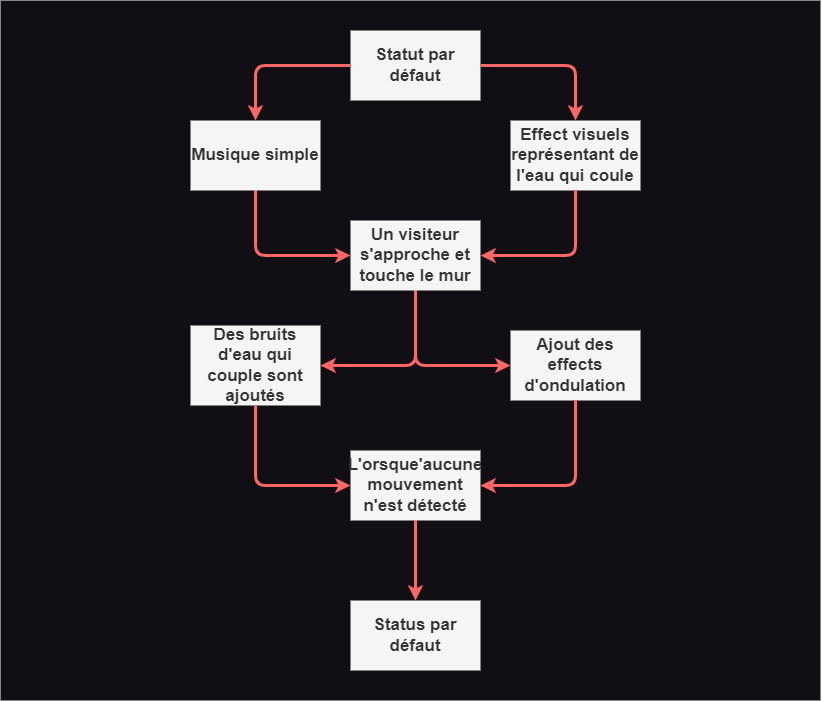 Statut par
défaut
Musique simple
Effect visuels
représentant de
l'eau qui coule
Un visiteur
s'approche et
touche le mur
Des bruits
d'eau qui
couple sont
ajoutés
Ajout des
effects
d'ondulation
L'orsque'aucune
mouvement
n'est détecté
Status par
défaut